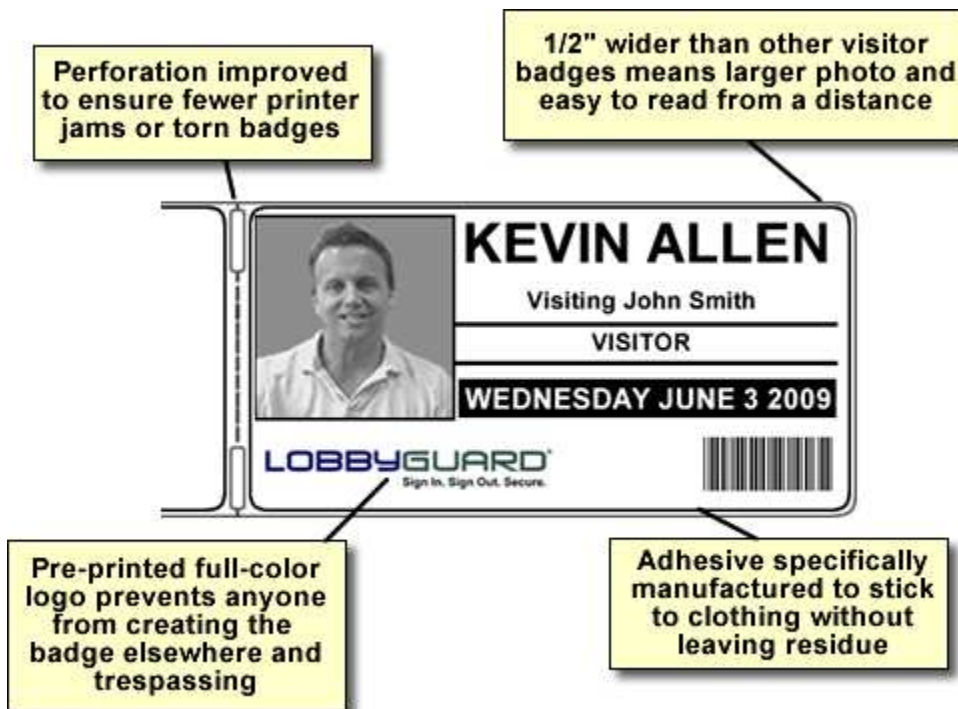 Perforation improved
to ensure fewer printer
jams or torn badges
1/2" wider than other visitor
badges means larger photo and
easy to read from a distance
KEVIN ALLEN
Visiting John Smith
VISITOR
WEDNESDAY JUNE 3 2009
LOBBYGUARD
Sign In. Sign Out. Secure.
Pre-printed full-color
logo prevents anyone
from creating the
badge elsewhere and
trespassing
Adhesive specifically
manufactured to stick
to clothing without
leaving residue